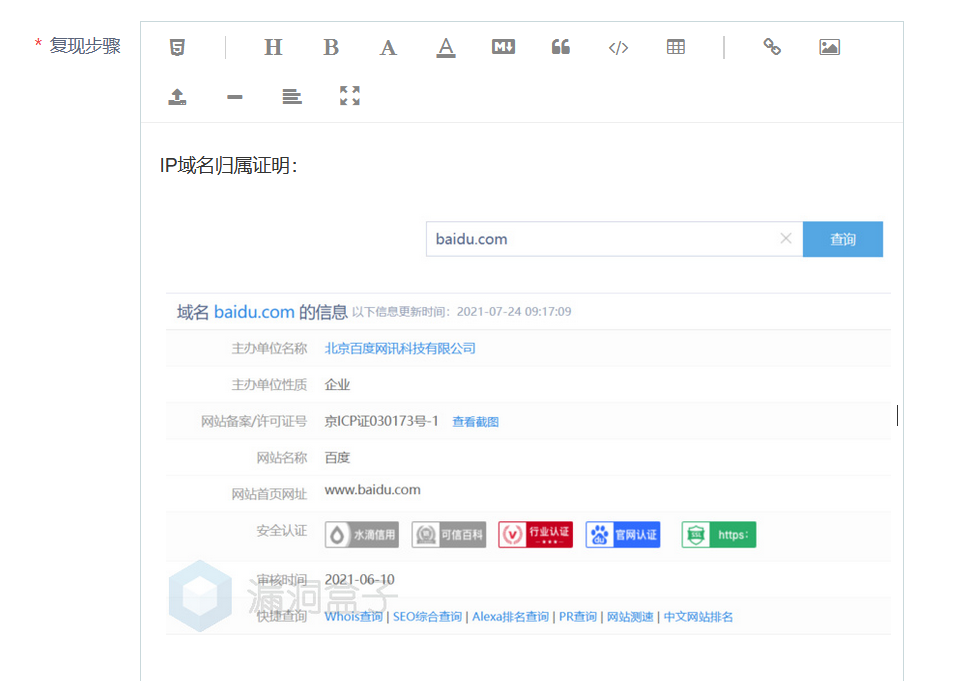 * 复现步骤
H B A A M
IP域名归属证明：
baidu.com
查询
域名 baidu.com 的信息 以下信息更新时间：2021-07-24 09:17:09
主办单位名称 北京百度网讯科技有限公司
主办单位性质 企业
网站备案/许可证号 京ICP证030173号-1 查看截图
网站名称 百度
网站首页网址 www.baidu.com
安全认证 水滴信用 可信百科 行业认证 官网认证 SSL https:
审核时间 2021-06-10
漏洞盒子
快捷查询 Whois查询 | SEO综合查询 | Alexa排名查询 | PR查询 | 网站测速 | 中文网站排名